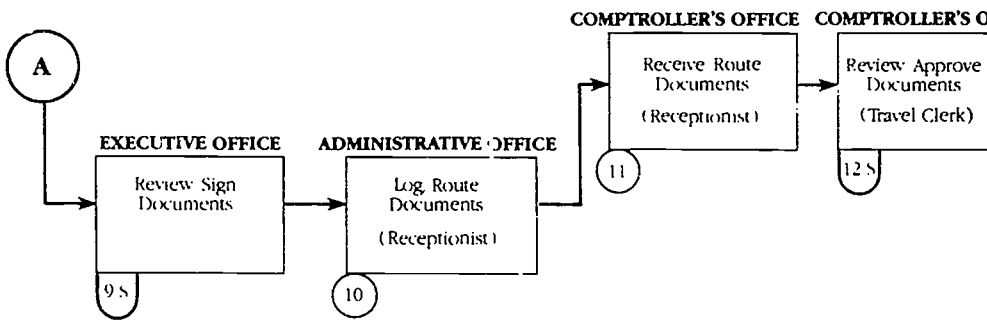 A
EXECUTIVE OFFICE
Review Sign
Documents
9 S
ADMINISTRATIVE OFFICE
Log, Route
Documents
(Receptionist)
10
COMPTROLLER'S OFFICE
Receive Route
Documents
(Receptionist)
11
COMPTROLLER'S O
Review Approve
Documents
(Travel Clerk)
12 S